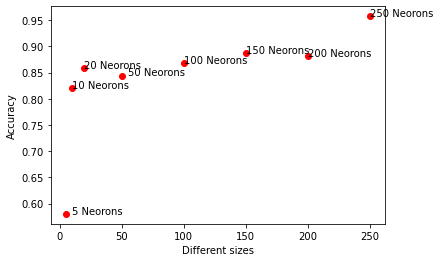 250 Neorons
0.95
0.90
150 Neorons
200 Neorons
20 Neorons
100 Neorons
0.85
50 Neorons
10 Neorons
0.80
0.75
0.70
0.65
0.60
5 Neorons
Accuracy
0
50
100
150
200
250
Different sizes